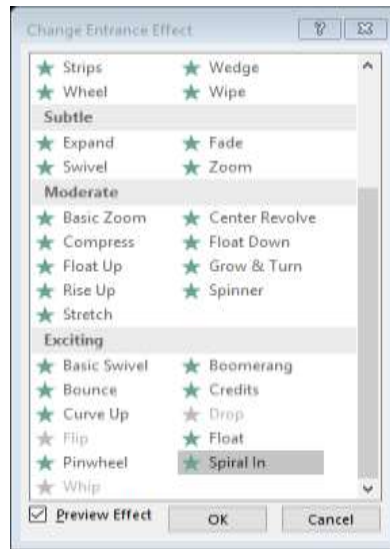 Change Entrance Effect
Strips Wedge
Wheel Wipe
Subtle
Expand Fade
Swivel Zoom
Moderate
Basic Zoom Center Revolve
Compress Float Down
Float Up Grow & Turn
Rise Up Spinner
Stretch
Exciting
Basic Swivel Boomerang
Bounce Credits
Curve Up Drop
Flip Float
Pinwheel Spiral In
Whip
Preview Effect OK Cancel